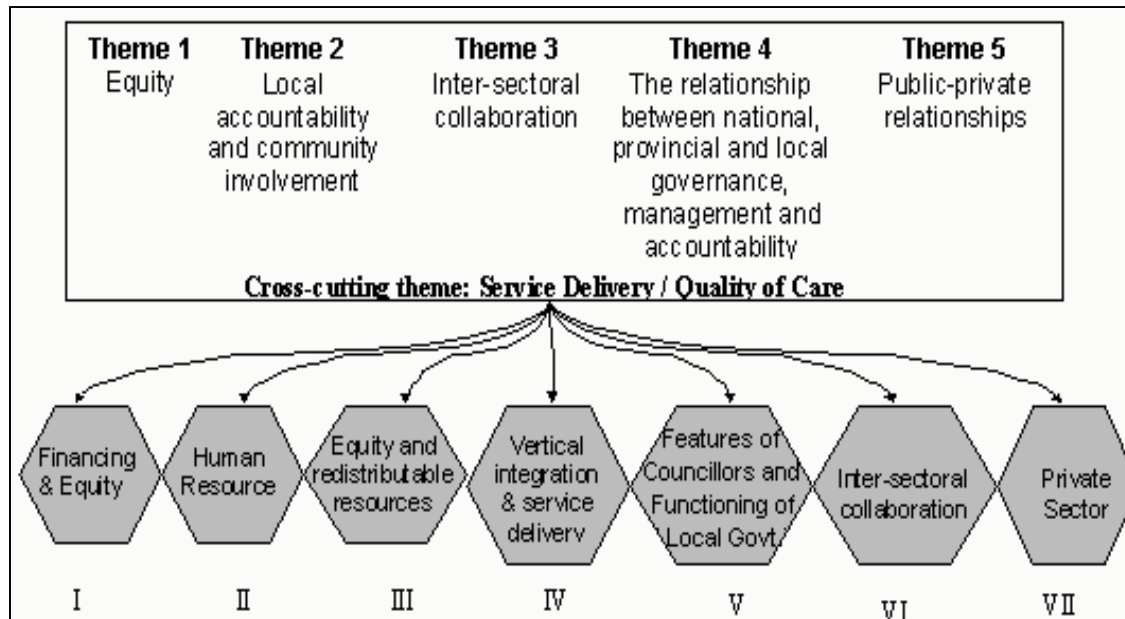 Theme 1
Equity
Theme 2
Local
accountability
and community
involvement
Theme 3
Inter-sectoral
collaboration
Theme 4
The relationship
between national,
provincial and local
governance,
management and
accountability
Theme 5
Public-private
relationships
Cross-cutting theme: Service Delivery / Quality of Care
Financing
& Equity
Human
Resource
Equity and
redistributable
resources
Vertical
integration
& service
delivery
Features of
Councillors and
Functioning of
Local Govt.
Inter-sectoral
collaboration
Private
Sector
I
II
III
IV
V
VI
VII